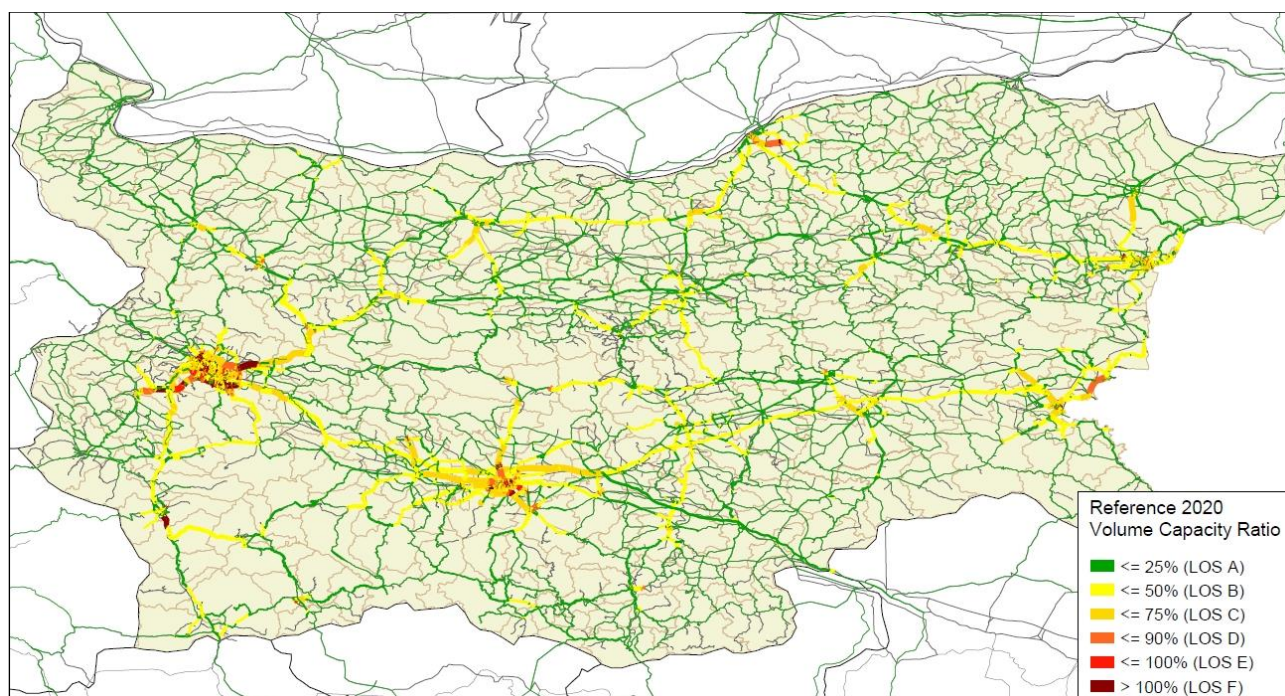 Reference 2020
Volume Capacity Ratio
<= 25% (LOS A)
<= 50% (LOS B)
<= 75% (LOS C)
<= 90% (LOS D)
<= 100% (LOS E)
> 100% (LOS F)